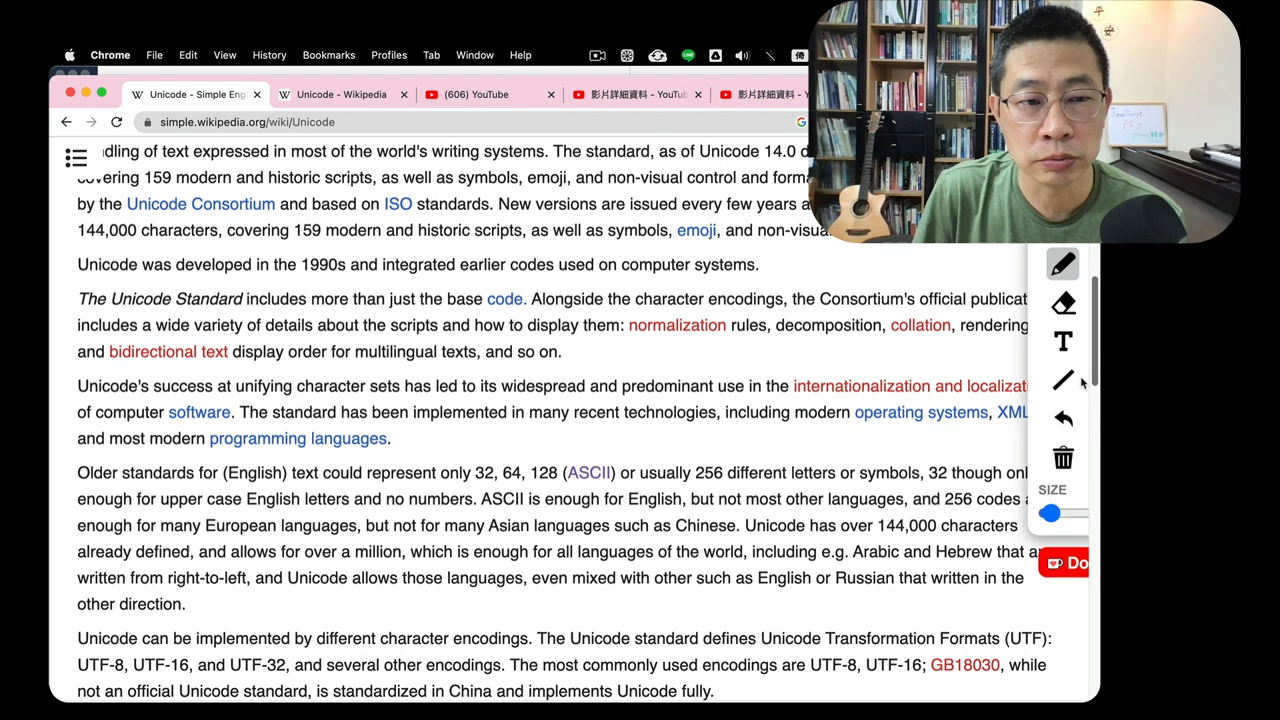 Chrome File Edit View History Bookmarks Profiles Tab Window Help
Unicode - Simple Eng
Unicode - Wikipedia
(606) YouTube
影片詳細資料 - YouTub
影片詳細資料 - Y
simple.wikipedia.org/wiki/Unicode
dling of text expressed in most of the world's writing systems. The standard, as of Unicode 14.0 d
overing 159 modern and historic scripts, as well as symbols, emoji, and non-visual control and forma
by the Unicode Consortium and based on ISO standards. New versions are issued every few years a
144,000 characters, covering 159 modern and historic scripts, as well as symbols, emoji, and non-visua
Unicode was developed in the 1990s and integrated earlier codes used on computer systems.
The Unicode Standard includes more than just the base code. Alongside the character encodings, the Consortium's official publicat
includes a wide variety of details about the scripts and how to display them: normalization rules, decomposition, collation, rendering
and bidirectional text display order for multilingual texts, and so on.
Unicode's success at unifying character sets has led to its widespread and predominant use in the internationalization and localizati
of computer software. The standard has been implemented in many recent technologies, including modern operating systems, XML
and most modern programming languages.
Older standards for (English) text could represent only 32, 64, 128 (ASCII) or usually 256 different letters or symbols, 32 though onl
enough for upper case English letters and no numbers. ASCII is enough for English, but not most other languages, and 256 codes a
enough for many European languages, but not for many Asian languages such as Chinese. Unicode has over 144,000 characters
already defined, and allows for over a million, which is enough for all languages of the world, including e.g. Arabic and Hebrew that ar
written from right-to-left, and Unicode allows those languages, even mixed with other such as English or Russian that written in the
other direction.
Unicode can be implemented by different character encodings. The Unicode standard defines Unicode Transformation Formats (UTF):
UTF-8, UTF-16, and UTF-32, and several other encodings. The most commonly used encodings are UTF-8, UTF-16; GB18030, while
not an official Unicode standard, is standardized in China and implements Unicode fully.
T
SIZE
Do
平
安
JavaScript